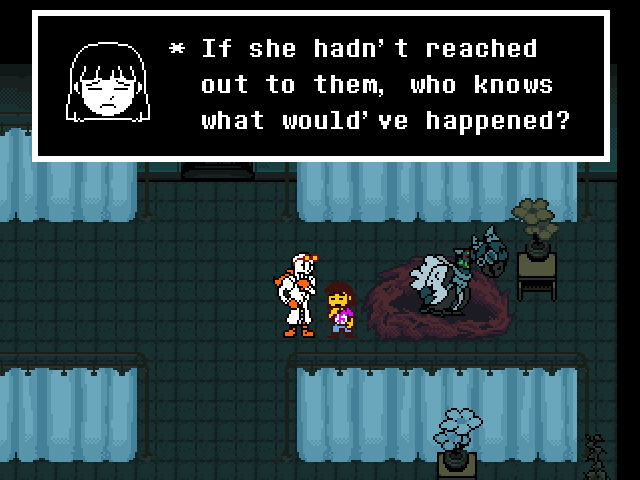 * If she hadn't reached
out to them, who knows
what would've happened?